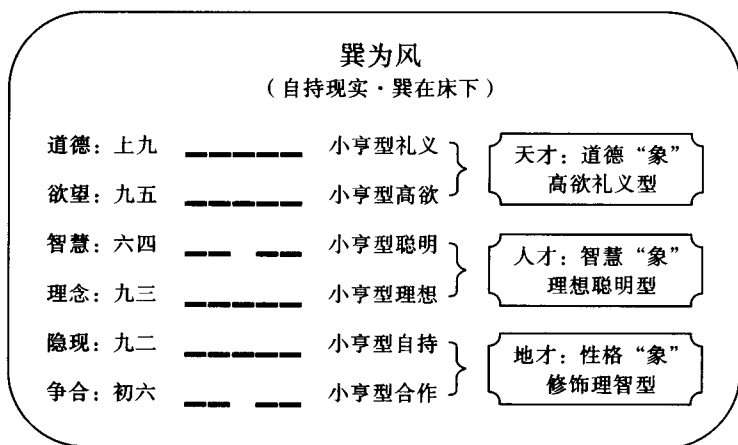 巽为风
（自持现实·巽在床下）
道德：上九 小亨型礼义
欲望：九五 小亨型高欲
天才：道德“象”
高欲礼义型
智慧：六四 小亨型聪明
理念：九三 小亨型理想
人才：智慧“象”
理想聪明型
隐现：九二 小亨型自持
争合：初六 小亨型合作
地才：性格“象”
修饰理智型